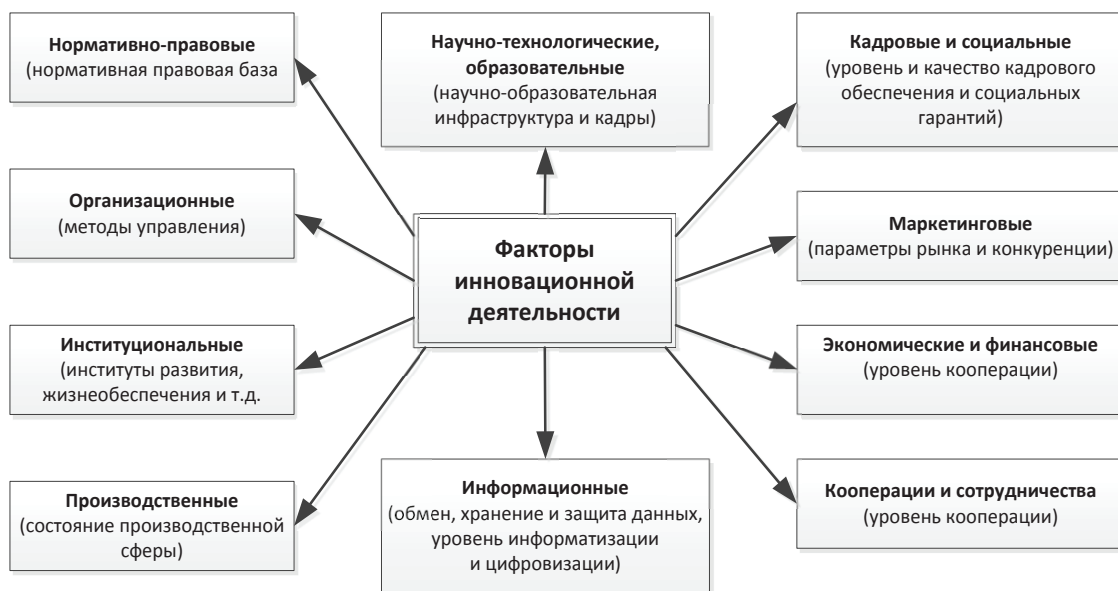 Нормативно-правовые
(нормативная правовая база
Научно-технологические,
образовательные
(научно-образовательная
инфраструктура и кадры)
Кадровые и социальные
(уровень и качество кадрового
обеспечения и социальных
гарантий)
Организационные
(методы управления)
Факторы
инновационной
деятельности
Маркетинговые
(параметры рынка и конкуренции)
Институциональные
(институты развития,
жизнеобеспечения и т.д.
Экономические и финансовые
(уровень кооперации)
Производственные
(состояние производственной
сферы)
Информационные
(обмен, хранение и защита данных,
уровень информатизации
и цифровизации)
Кооперации и сотрудничества
(уровень кооперации)